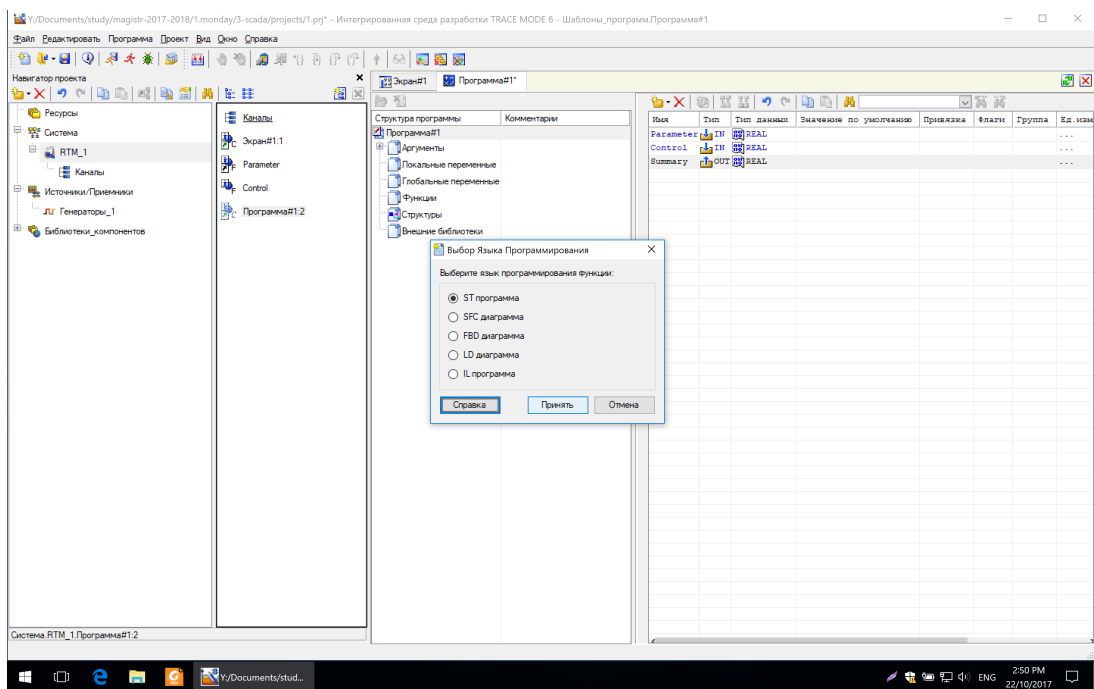 Y:/Documents/study/magistr-2017-2018/1.monday/3-scada/projects/1.prj* - Интегрированная среда разработки TRACE MODE 6 - Шаблоны_программ.Программа#1
Файл Редактировать Программа Проект Вид Окно Справка
Навигатор проекта
Ресурсы
Система
RTM_1
Каналы
Источники/Приемники
Генераторы_1
Библиотеки_компонентов
Каналы
Экран#1:1
Parameter
Control
Программа#1:2
Экран#1
Программа#1*
Структура программы Комментарии
Программа#1
Аргументы
Локальные переменные
Глобальные переменные
Функции
Структуры
Внешние библиотеки
Имя Тип Тип данных Значение по умолчанию Привязка Флаги Группа Ед.изм
Parameter IN REAL ...
Control IN REAL ...
Summary OUT REAL ...
Выбор Языка Программирования
Выберите язык программирования функции:
ST программа
SFC диаграмма
FBD диаграмма
LD диаграмма
IL программа
Справка Принять Отмена
Система.RTM_1.Программа#1:2
Y:/Documents/stud...
ENG
2:50 PM
22/10/2017